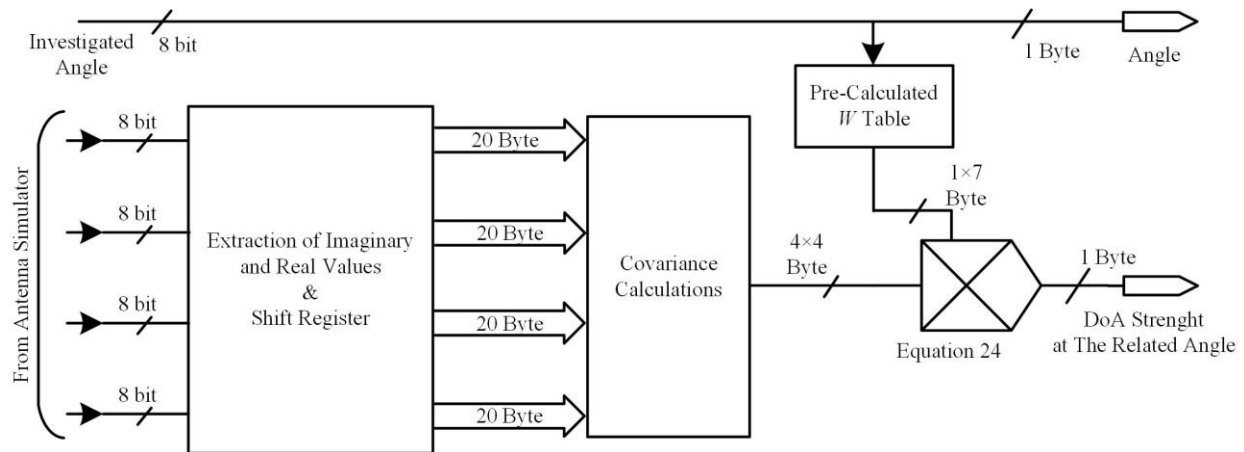 Investigated
Angle
8 bit
1 Byte
Angle
Pre-Calculated
W Table
1×7
Byte
From Antenna Simulator
8 bit
8 bit
8 bit
8 bit
Extraction of Imaginary
and Real Values
&
Shift Register
20 Byte
20 Byte
20 Byte
20 Byte
Covariance
Calculations
4×4
Byte
Equation 24
1 Byte
DoA Strenght
at The Related Angle